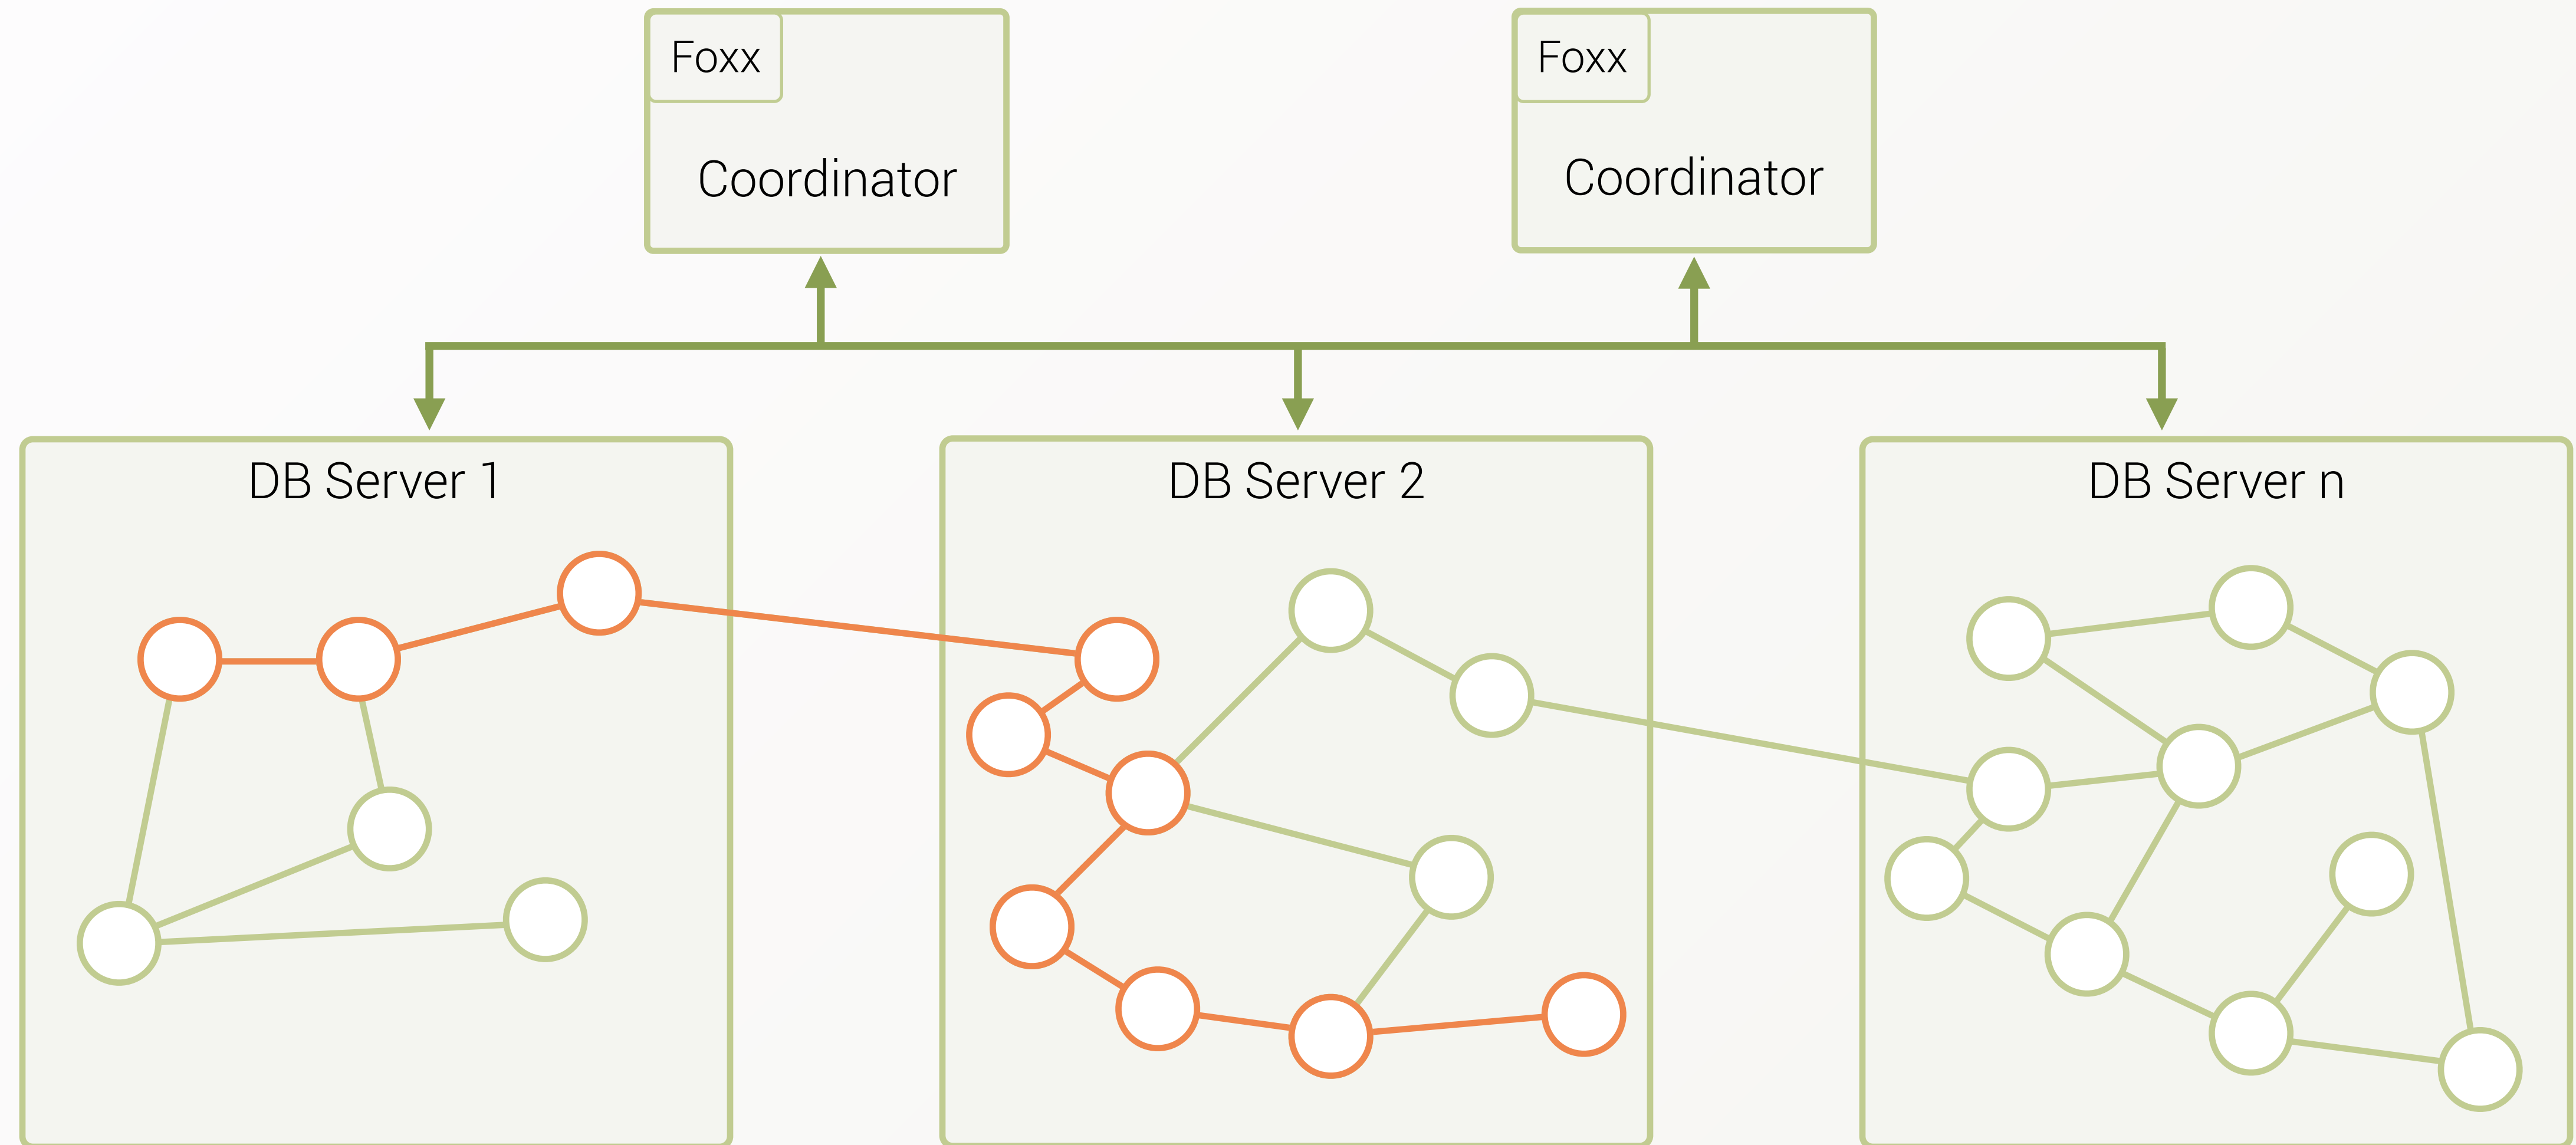 Foxx
Coordinator
Foxx
Coordinator
DB Server 1
DB Server 2
DB Server n